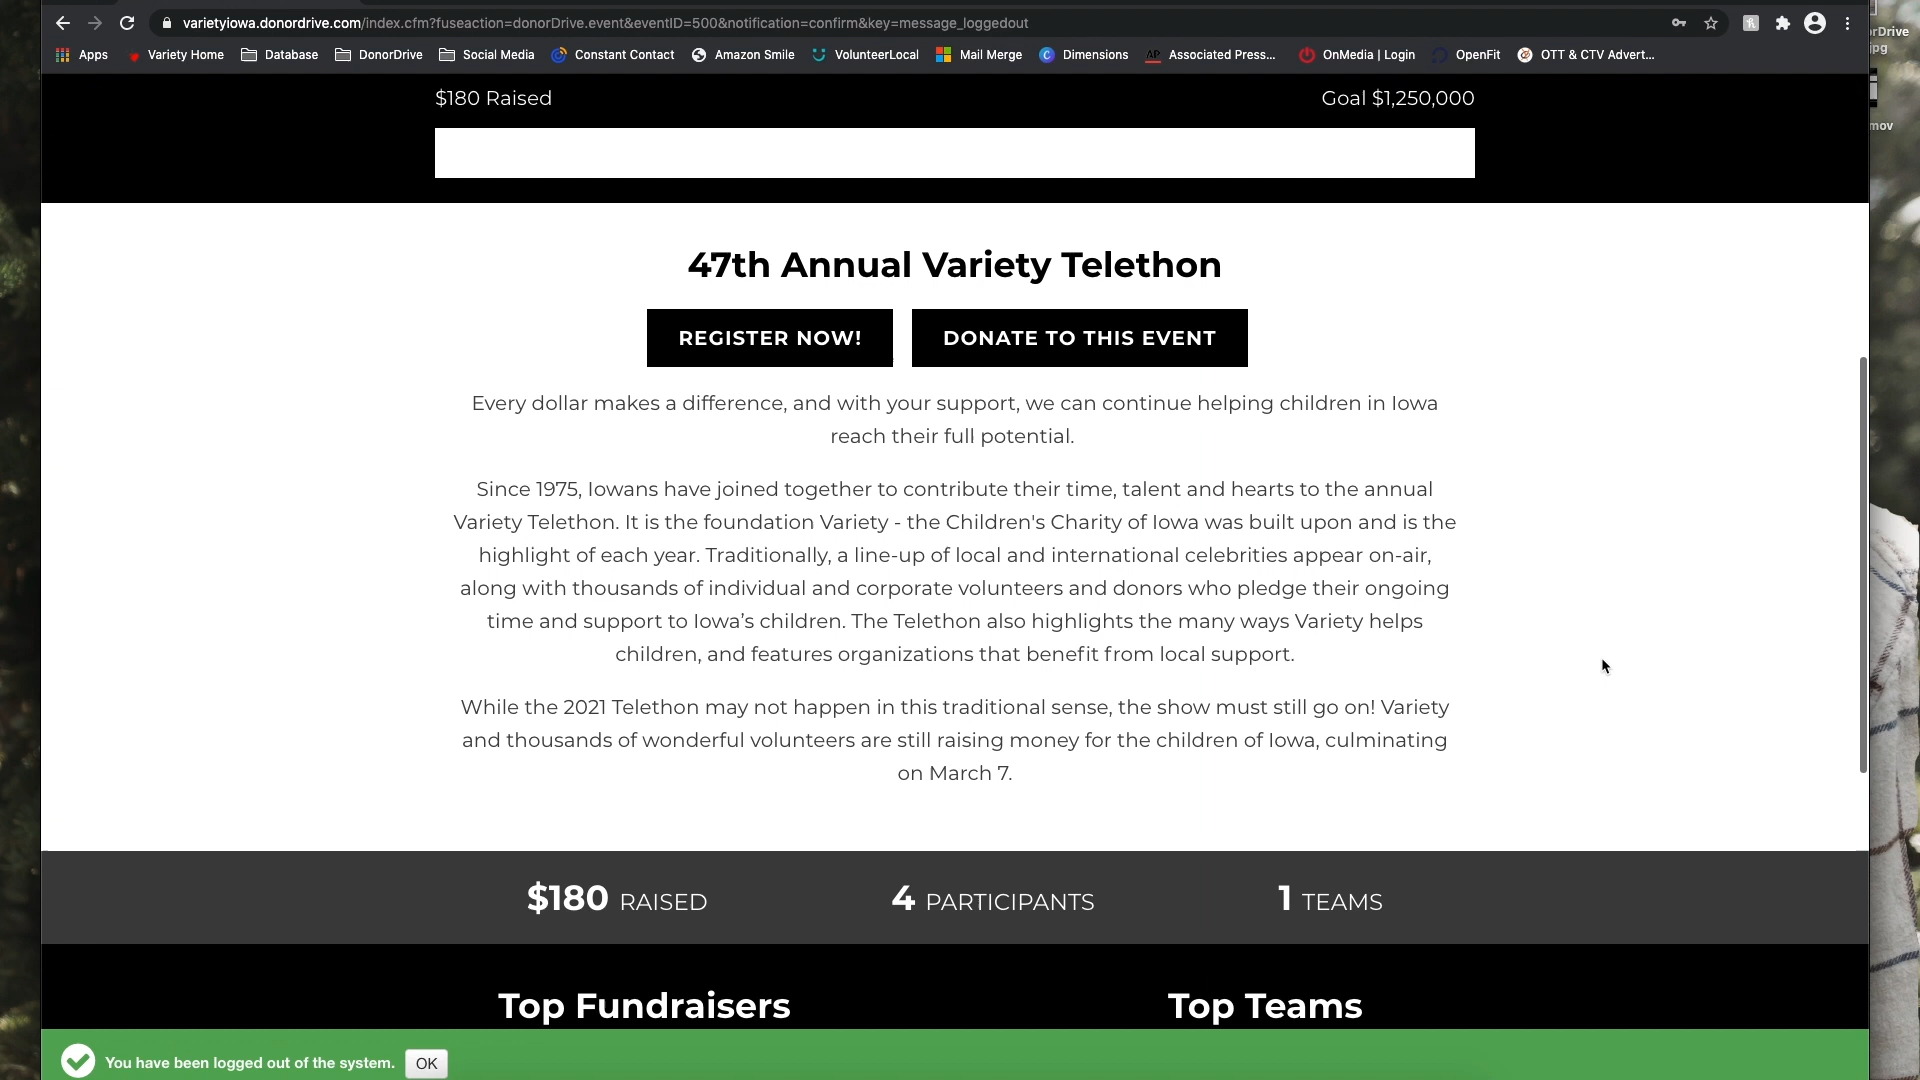 varietyiowa.donordrive.com/index.cfm?fuseaction=donorDrive.event&eventID=500&notification=confirm&key=message_loggedout
Apps Variety Home Database DonorDrive Social Media Constant Contact Amazon Smile VolunteerLocal Mail Merge Dimensions AP Associated Press... OnMedia | Login OpenFit OTT & CTV Advert...
$180 Raised Goal $1,250,000
47th Annual Variety Telethon
REGISTER NOW! DONATE TO THIS EVENT
Every dollar makes a difference, and with your support, we can continue helping children in Iowa
reach their full potential.
Since 1975, Iowans have joined together to contribute their time, talent and hearts to the annual
Variety Telethon. It is the foundation Variety - the Children's Charity of Iowa was built upon and is the
highlight of each year. Traditionally, a line-up of local and international celebrities appear on-air,
along with thousands of individual and corporate volunteers and donors who pledge their ongoing
time and support to Iowa’s children. The Telethon also highlights the many ways Variety helps
children, and features organizations that benefit from local support.
While the 2021 Telethon may not happen in this traditional sense, the show must still go on! Variety
and thousands of wonderful volunteers are still raising money for the children of Iowa, culminating
on March 7.
$180 RAISED 4 PARTICIPANTS 1 TEAMS
Top Fundraisers Top Teams
You have been logged out of the system. OK
rDrive
jpg
mov